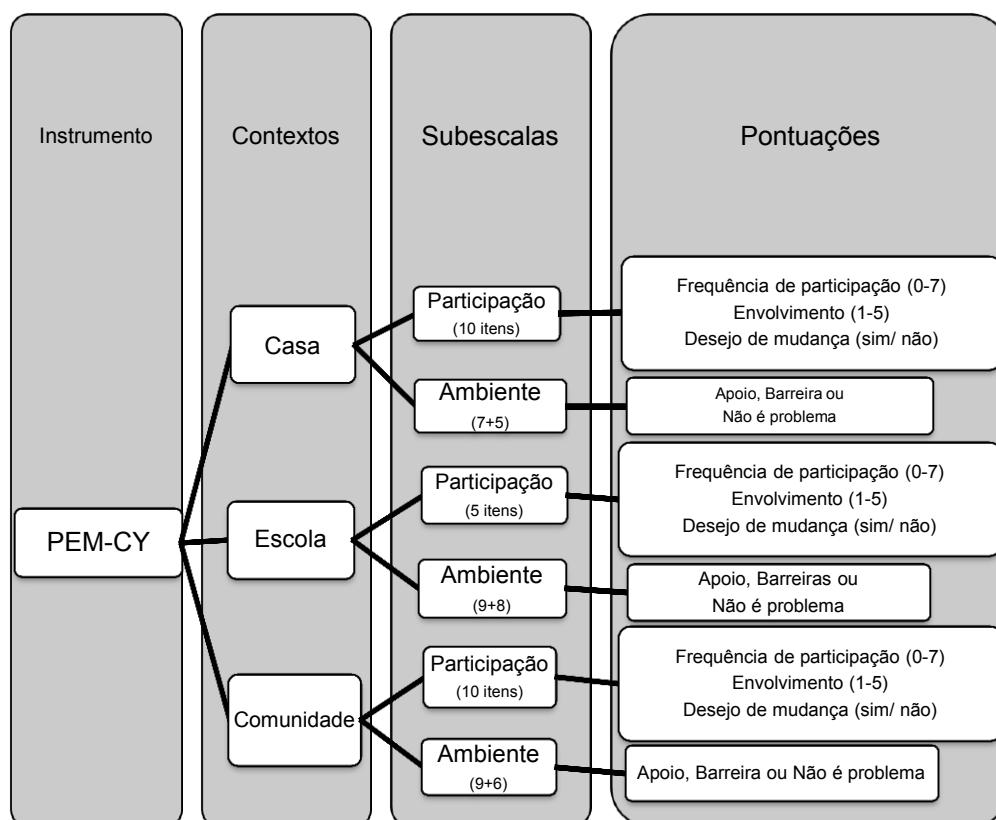 Instrumento
Contextos
Subescalas
Pontuações
PEM-CY
Casa
Participação
(10 itens)
Frequência de participação (0-7)
Envolvimento (1-5)
Desejo de mudança (sim/ não)
Ambiente
(7+5)
Apoio, Barreira ou
Não é problema
Escola
Participação
(5 itens)
Frequência de participação (0-7)
Envolvimento (1-5)
Desejo de mudança (sim/ não)
Ambiente
(9+8)
Apoio, Barreiras ou
Não é problema
Comunidade
Participação
(10 itens)
Frequência de participação (0-7)
Envolvimento (1-5)
Desejo de mudança (sim/ não)
Ambiente
(9+6)
Apoio, Barreira ou Não é problema